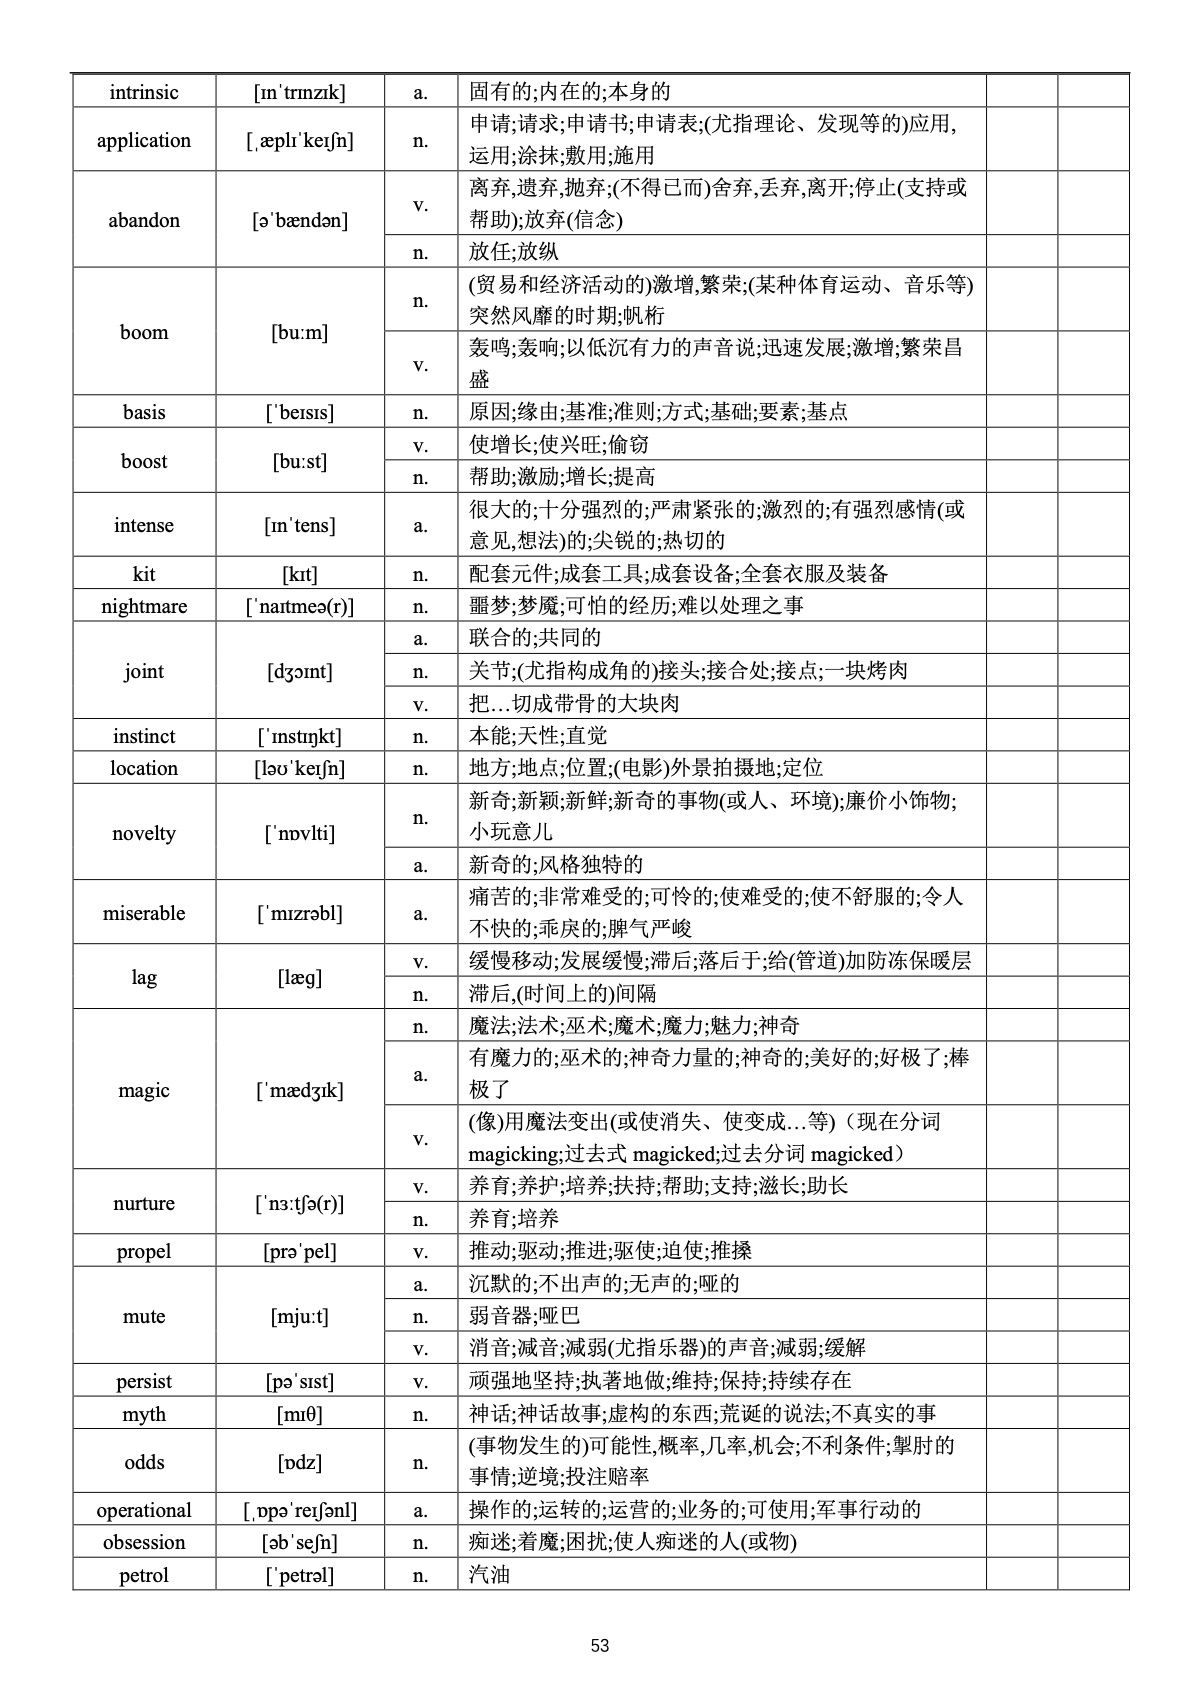 intrinsic [ɪnˈtrɪnzɪk] a. 固有的;内在的;本身的
application [ˌæplɪˈkeɪʃn] n. 申请;请求;申请书;申请表;(尤指理论、发现等的)应用,
运用;涂抹;敷用;施用
abandon [əˈbændən] v. 离弃,遗弃,抛弃;(不得已而)舍弃,丢弃,离开;停止(支持或
帮助);放弃(信念)
n. 放任;放纵
boom [buːm] n. (贸易和经济活动的)激增,繁荣;(某种体育运动、音乐等)
突然风靡的时期;帆桁
v. 轰鸣;轰响;以低沉有力的声音说;迅速发展;激增;繁荣昌
盛
basis [ˈbeɪsɪs] n. 原因;缘由;基准;准则;方式;基础;要素;基点
boost [buːst] v. 使增长;使兴旺;偷窃
n. 帮助;激励;增长;提高
intense [ɪnˈtens] a. 很大的;十分强烈的;严肃紧张的;激烈的;有强烈感情(或
意见,想法)的;尖锐的;热切的
kit [kɪt] n. 配套元件;成套工具;成套设备;全套衣服及装备
nightmare [ˈnaɪtmeə(r)] n. 噩梦;梦魇;可怕的经历;难以处理之事
joint [dʒɔɪnt] a. 联合的;共同的
n. 关节;(尤指构成角的)接头;接合处;接点;一块烤肉
v. 把…切成带骨的大块肉
instinct [ˈɪnstɪŋkt] n. 本能;天性;直觉
location [ləʊˈkeɪʃn] n. 地方;地点;位置;(电影)外景拍摄地;定位
novelty [ˈnɒvlti] n. 新奇;新颖;新鲜;新奇的事物(或人、环境);廉价小饰物;
小玩意儿
a. 新奇的;风格独特的
miserable [ˈmɪzrəbl] a. 痛苦的;非常难受的;可怜的;使难受的;使不舒服的;令人
不快的;乖戾的;脾气严峻
lag [læɡ] v. 缓慢移动;发展缓慢;滞后;落后于;给(管道)加防冻保暖层
n. 滞后,(时间上的)间隔
magic [ˈmædʒɪk] n. 魔法;法术;巫术;魔术;魔力;魅力;神奇
a. 有魔力的;巫术的;神奇力量的;神奇的;美好的;好极了;棒
极了
v. (像)用魔法变出(或使消失、使变成…等)（现在分词
magicking;过去式 magicked;过去分词 magicked）
nurture [ˈnɜːtʃə(r)] v. 养育;养护;培养;扶持;帮助;支持;滋长;助长
n. 养育;培养
propel [prəˈpel] v. 推动;驱动;推进;驱使;迫使;推搡
mute [mjuːt] a. 沉默的;不出声的;无声的;哑的
n. 弱音器;哑巴
v. 消音;减音;减弱(尤指乐器)的声音;减弱;缓解
persist [pəˈsɪst] v. 顽强地坚持;执著地做;维持;保持;持续存在
myth [mɪθ] n. 神话;神话故事;虚构的东西;荒诞的说法;不真实的事
odds [ɒdz] n. (事物发生的)可能性,概率,几率,机会;不利条件;掣肘的
事情;逆境;投注赔率
operational [ˌɒpəˈreɪʃənl] a. 操作的;运转的;运营的;业务的;可使用;军事行动的
obsession [əbˈseʃn] n. 痴迷;着魔;困扰;使人痴迷的人(或物)
petrol [ˈpetrəl] n. 汽油
53